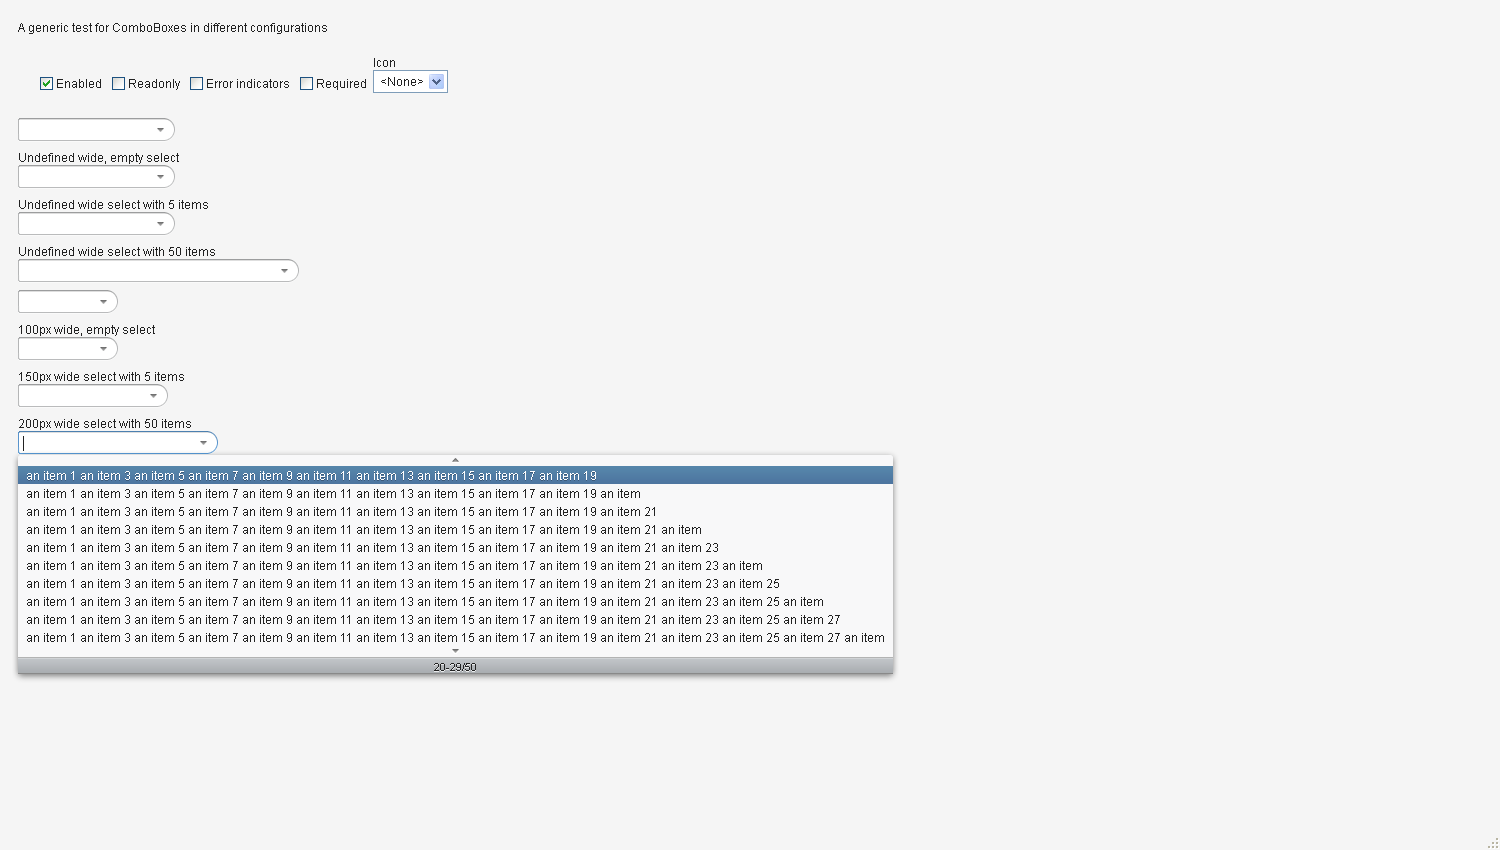 A generic test for ComboBoxes in different configurations
Icon
Enabled Readonly Error indicators Required <None>
Undefined wide, empty select
Undefined wide select with 5 items
Undefined wide select with 50 items
100px wide, empty select
150px wide select with 5 items
200px wide select with 50 items
an item 1 an item 3 an item 5 an item 7 an item 9 an item 11 an item 13 an item 15 an item 17 an item 19
an item 1 an item 3 an item 5 an item 7 an item 9 an item 11 an item 13 an item 15 an item 17 an item 19 an item
an item 1 an item 3 an item 5 an item 7 an item 9 an item 11 an item 13 an item 15 an item 17 an item 19 an item 21
an item 1 an item 3 an item 5 an item 7 an item 9 an item 11 an item 13 an item 15 an item 17 an item 19 an item 21 an item
an item 1 an item 3 an item 5 an item 7 an item 9 an item 11 an item 13 an item 15 an item 17 an item 19 an item 21 an item 23
an item 1 an item 3 an item 5 an item 7 an item 9 an item 11 an item 13 an item 15 an item 17 an item 19 an item 21 an item 23 an item
an item 1 an item 3 an item 5 an item 7 an item 9 an item 11 an item 13 an item 15 an item 17 an item 19 an item 21 an item 23 an item 25
an item 1 an item 3 an item 5 an item 7 an item 9 an item 11 an item 13 an item 15 an item 17 an item 19 an item 21 an item 23 an item 25 an item
an item 1 an item 3 an item 5 an item 7 an item 9 an item 11 an item 13 an item 15 an item 17 an item 19 an item 21 an item 23 an item 25 an item 27
an item 1 an item 3 an item 5 an item 7 an item 9 an item 11 an item 13 an item 15 an item 17 an item 19 an item 21 an item 23 an item 25 an item 27 an item
20-29/50